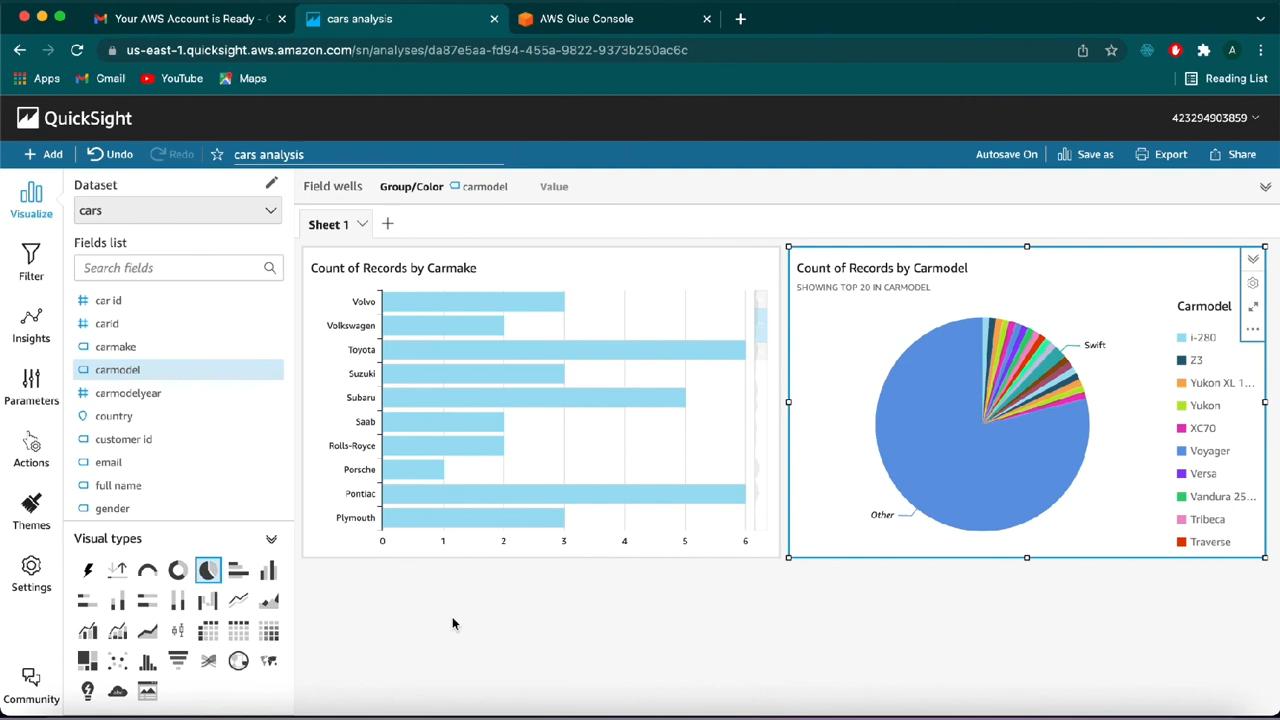 Your AWS Account is Ready -
cars analysis
AWS Glue Console
us-east-1.quicksight.aws.amazon.com/sn/analyses/da87e5aa-fd94-455a-9822-9373b250ac6c
A
Apps
Gmail
YouTube
Maps
Reading List
QuickSight
423294903859
Add
Undo
Redo
cars analysis
Autosave On
Save as
Export
Share
Visualize
Filter
Insights
Parameters
Actions
Themes
Settings
Community
Dataset
cars
Fields list
Search fields
car id
carid
carmake
carmodel
carmodelyear
country
customer id
email
full name
gender
Visual types
Field wells
Group/Color
carmodel
Value
Sheet 1
Count of Records by Carmake
Volvo
Volkswagen
Toyota
Suzuki
Subaru
Saab
Rolls-Royce
Porsche
Pontiac
Plymouth
0 1 2 3 4 5 6
Count of Records by Carmodel
SHOWING TOP 20 IN CARMODEL
Swift
Other
Carmodel
i-280
Z3
Yukon XL 1...
Yukon
XC70
Voyager
Versa
Vandura 25...
Tribeca
Traverse